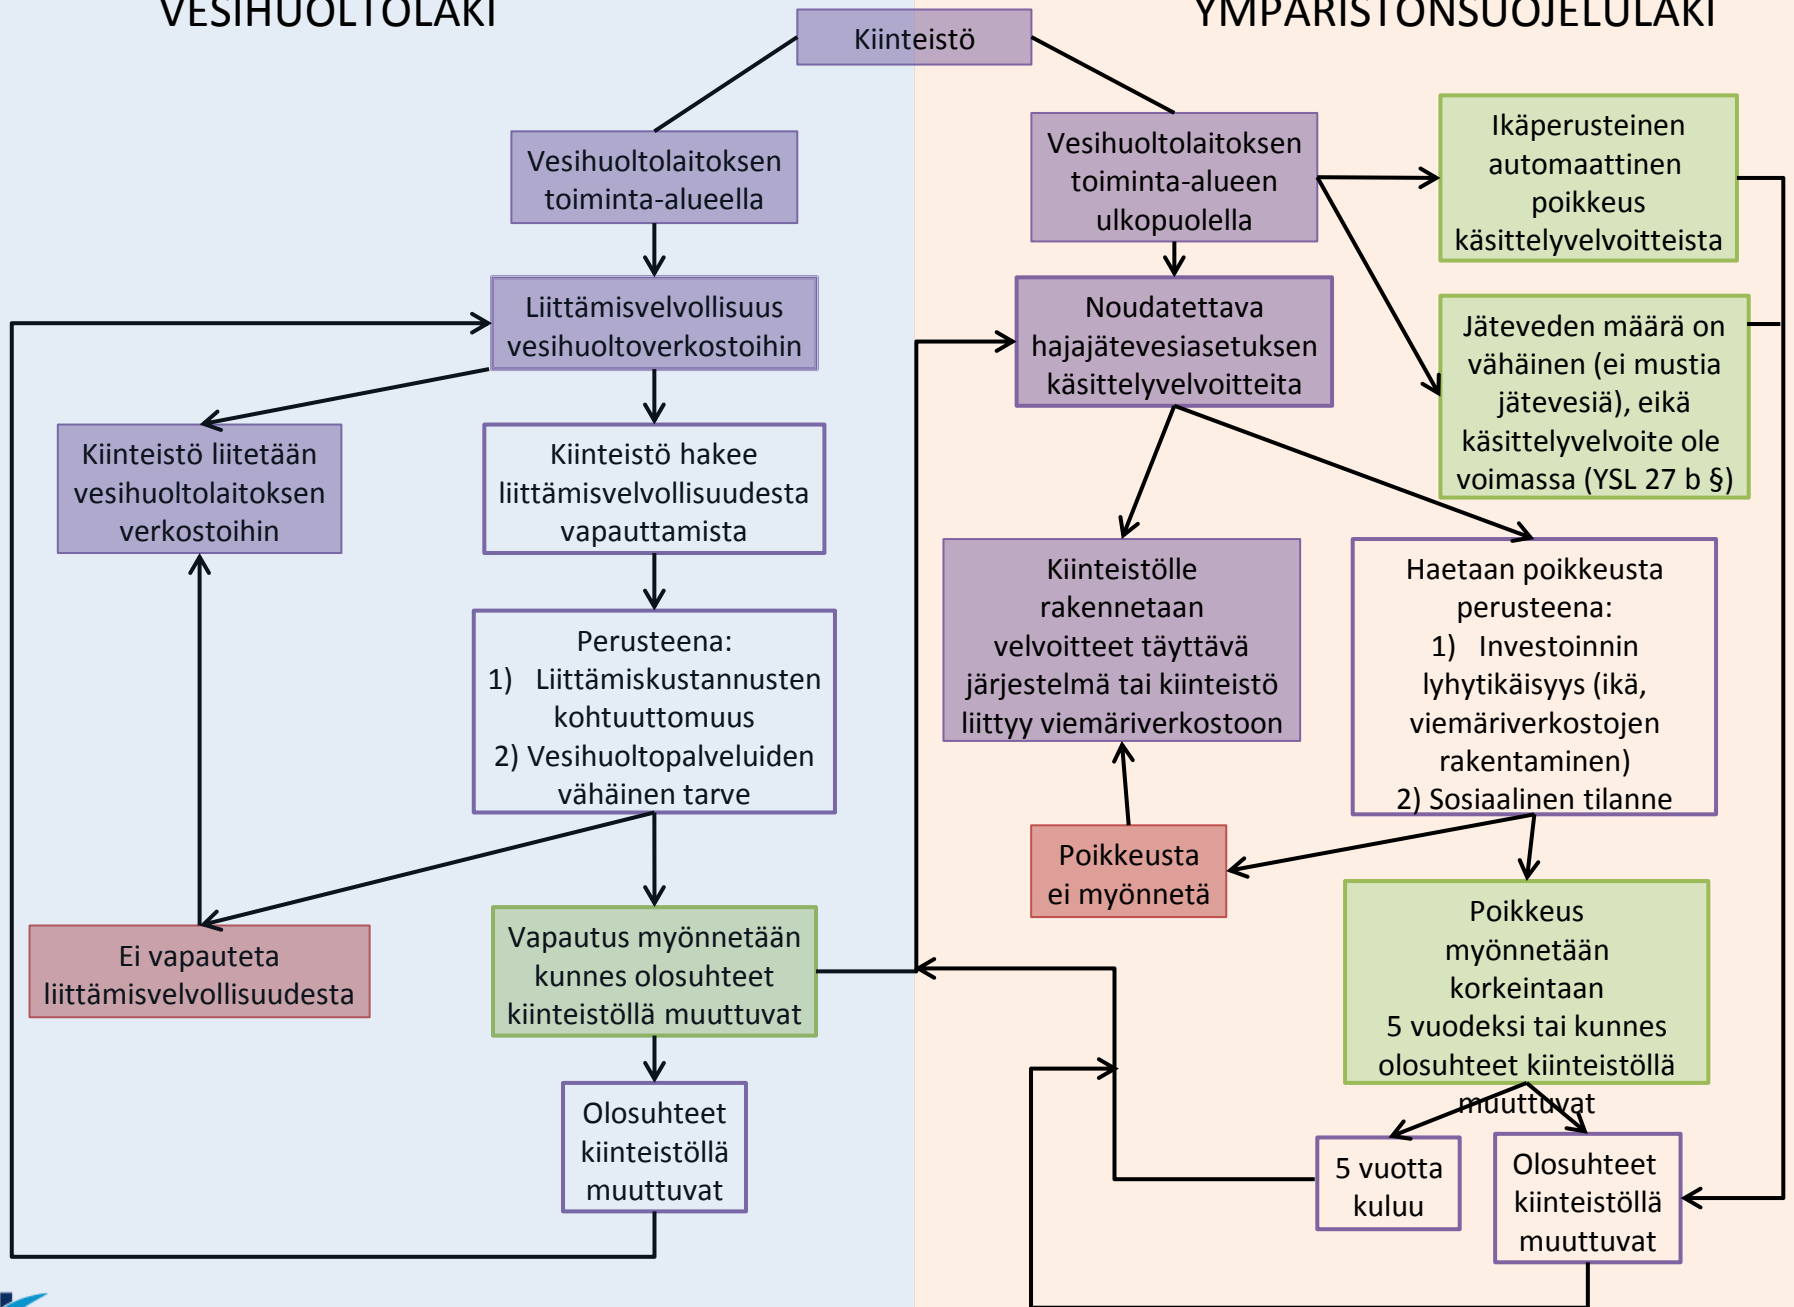 VESIHUOLTOLAKI
YMPÄRISTÖNSUOJELULAKI
Kiinteistö
Vesihuoltolaitoksen
toiminta-alueella
Liittämisvelvollisuus
vesihuoltoverkostoihin
Kiinteistö liitetään
vesihuoltolaitoksen
verkostoihin
Kiinteistö hakee
liittämisvelvollisuudesta
vapauttamista
Perusteena:
1) Liittämiskustannusten
kohtuuttomuus
2) Vesihuoltopalveluiden
vähäinen tarve
Ei vapauteta
liittämisvelvollisuudesta
Vapautus myönnetään
kunnes olosuhteet
kiinteistöllä muuttuvat
Olosuhteet
kiinteistöllä
muuttuvat
Vesihuoltolaitoksen
toiminta-alueen
ulkopuolella
Ikäperusteinen
automaattinen
poikkeus
käsittelyvelvoitteista
Noudatettava
hajajätevesiasetuksen
käsittelyvelvoitteita
Jäteveden määrä on
vähäinen (ei mustia
jätevesiä), eikä
käsittelyvelvoite ole
voimassa (YSL 27 b §)
Kiinteistölle
rakennetaan
velvoitteet täyttävä
järjestelmä tai kiinteistö
liittyy viemäriverkostoon
Haetaan poikkeusta
perusteena:
1) Investoinnin
lyhytikäisyys (ikä,
viemäriverkostojen
rakentaminen)
2) Sosiaalinen tilanne
Poikkeusta
ei myönnetä
Poikkeus
myönnetään
korkeintaan
5 vuodeksi tai kunnes
olosuhteet kiinteistöllä
muuttuvat
5 vuotta
kuluu
Olosuhteet
kiinteistöllä
muuttuvat